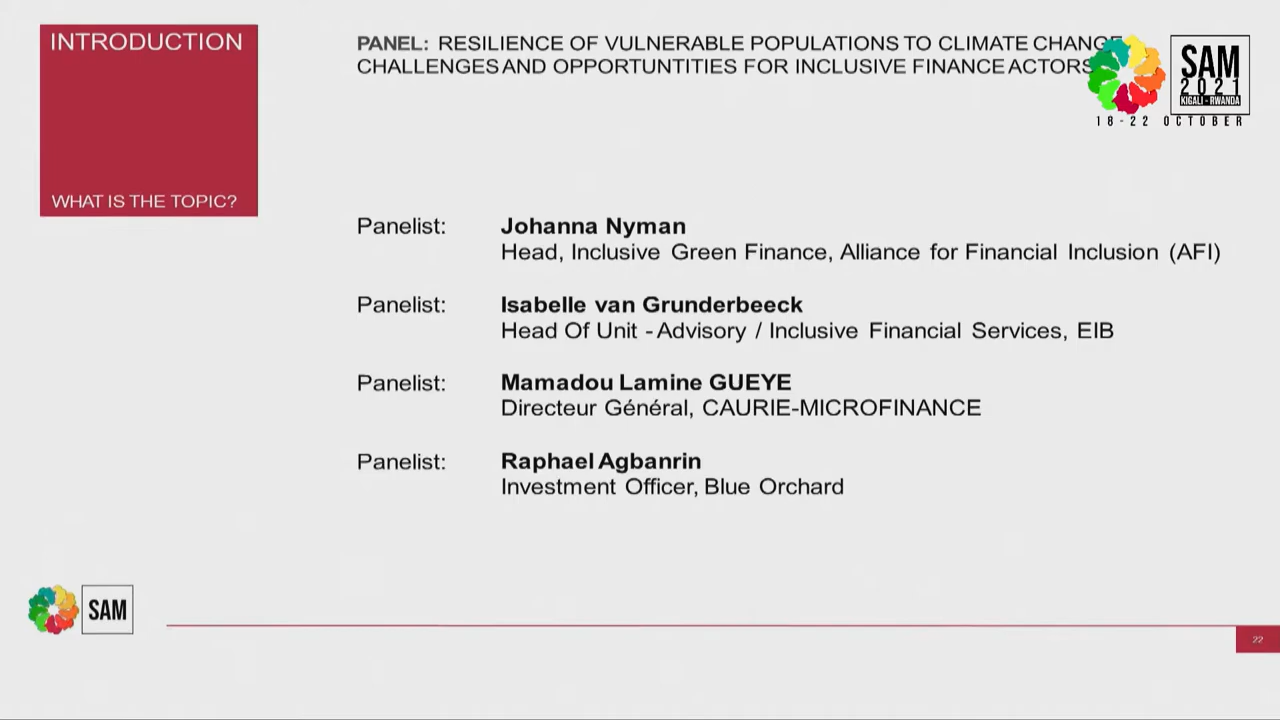 INTRODUCTION
WHAT IS THE TOPIC?
PANEL: RESILIENCE OF VULNERABLE POPULATIONS TO CLIMATE CHANGE
CHALLENGES AND OPPORTUNTITIES FOR INCLUSIVE FINANCE ACTORS
SAM
2021
KIGALI - RWANDA
18-22 OCTOBER
Panelist: Johanna Nyman
Head, Inclusive Green Finance, Alliance for Financial Inclusion (AFI)
Panelist: Isabelle van Grunderbeeck
Head Of Unit - Advisory / Inclusive Financial Services, EIB
Panelist: Mamadou Lamine GUEYE
Directeur Général, CAURIE-MICROFINANCE
Panelist: Raphael Agbanrin
Investment Officer, Blue Orchard
SAM
22